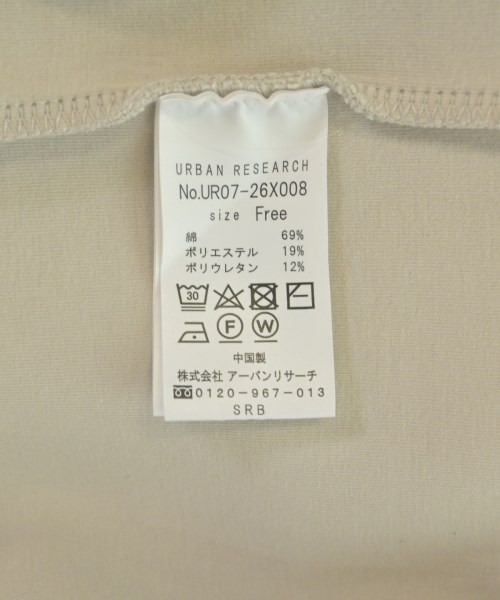 URBAN RESEARCH
No.UR07-26X008
size Free
綿 69%
ポリエステル 19%
ポリウレタン 12%
30
F W
中国製
株式会社 アーバンリサーチ
0120-967-013
SRB